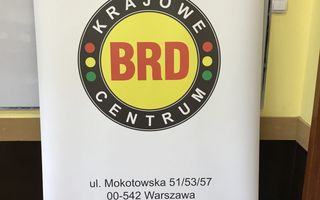 KRAJOWE
BRD
CENTRUM
ul. Mokotowska 51/53/57
00-542 Warszawa